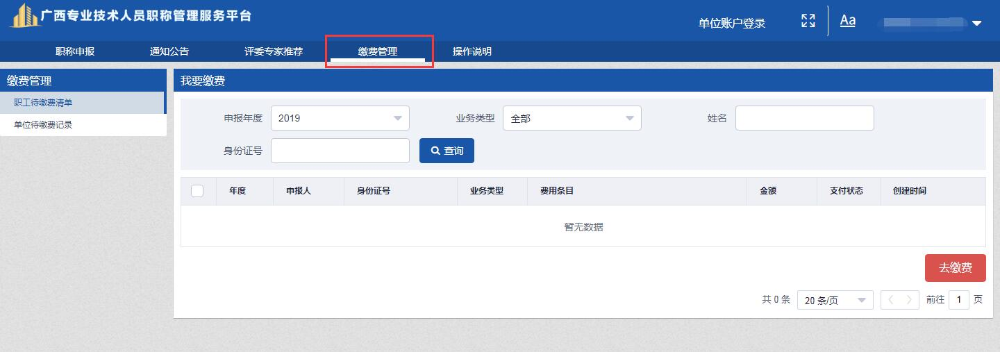 广西专业技术人员职称管理服务平台
单位账户登录 Aa
职称申报 通知公告 评委专家推荐 缴费管理 操作说明
缴费管理
职工待缴费清单
单位待缴费记录
我要缴费
申报年度 2019 业务类型 全部 姓名
身份证号 查询
年度 申报人 身份证号 业务类型 费用条目 金额 支付状态 创建时间
暂无数据
去缴费
共 0 条 20 条/页 前往 1 页